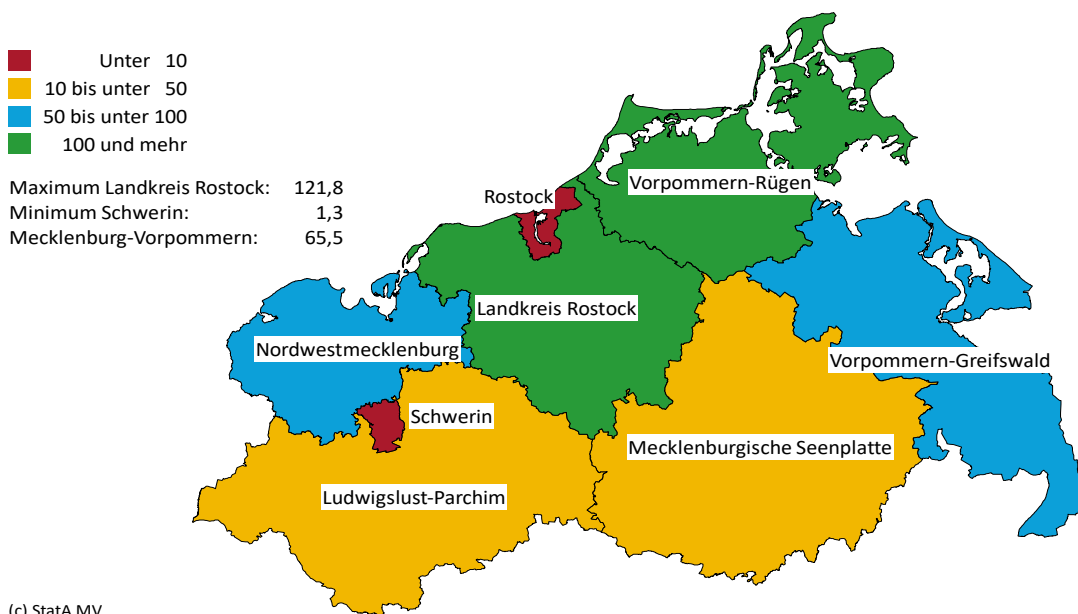 Unter 10
10 bis unter 50
50 bis unter 100
100 und mehr
Maximum Landkreis Rostock: 121,8
Minimum Schwerin: 1,3
Mecklenburg-Vorpommern: 65,5
Vorpommern-Rügen
Rostock
Landkreis Rostock
Nordwestmecklenburg
Vorpommern-Greifswald
Schwerin
Mecklenburgische Seenplatte
Ludwigslust-Parchim
(c) StatA MV